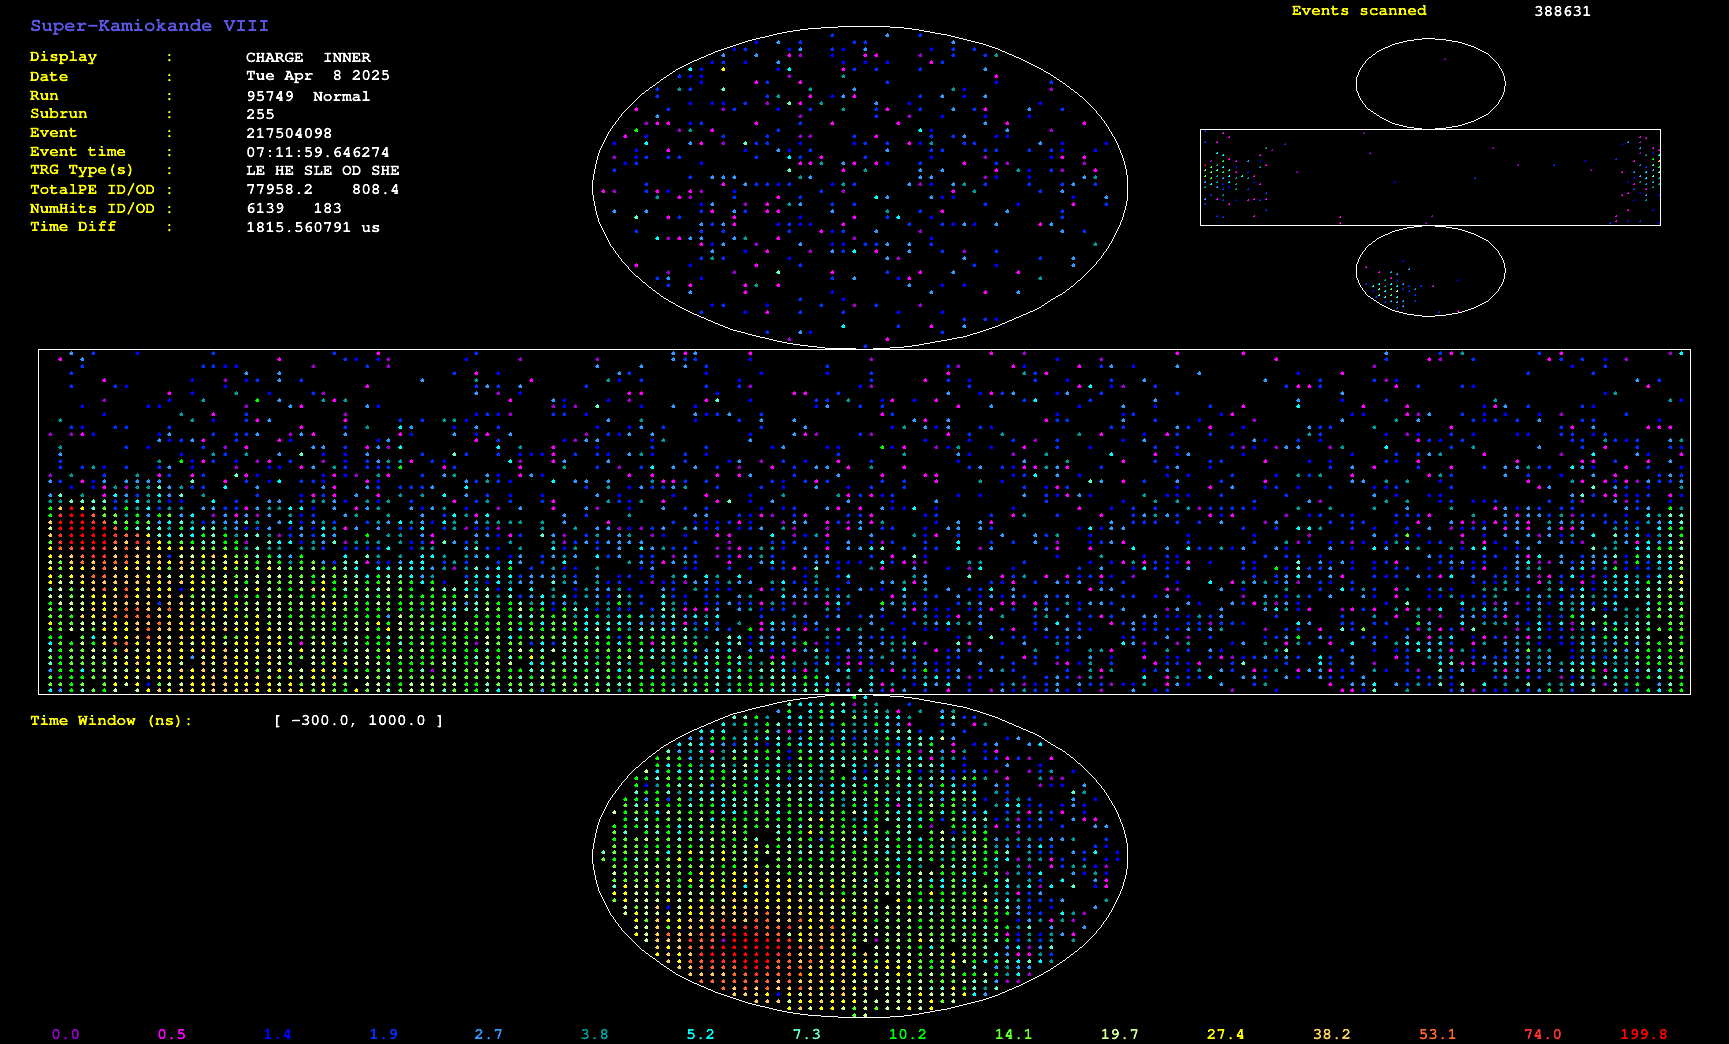 Super-Kamiokande VIII
Events scanned 388631
Display : CHARGE INNER
Date : Tue Apr 8 2025
Run : 95749 Normal
Subrun : 255
Event : 217504098
Event time : 07:11:59.646274
TRG Type(s) : LE HE SLE OD SHE
TotalPE ID/OD : 77958.2 808.4
NumHits ID/OD : 6139 183
Time Diff : 1815.560791 us
Time Window (ns): [ -300.0, 1000.0 ]
0.0 0.5 1.4 1.9 2.7 3.8 5.2 7.3 10.2 14.1 19.7 27.4 38.2 53.1 74.0 199.8